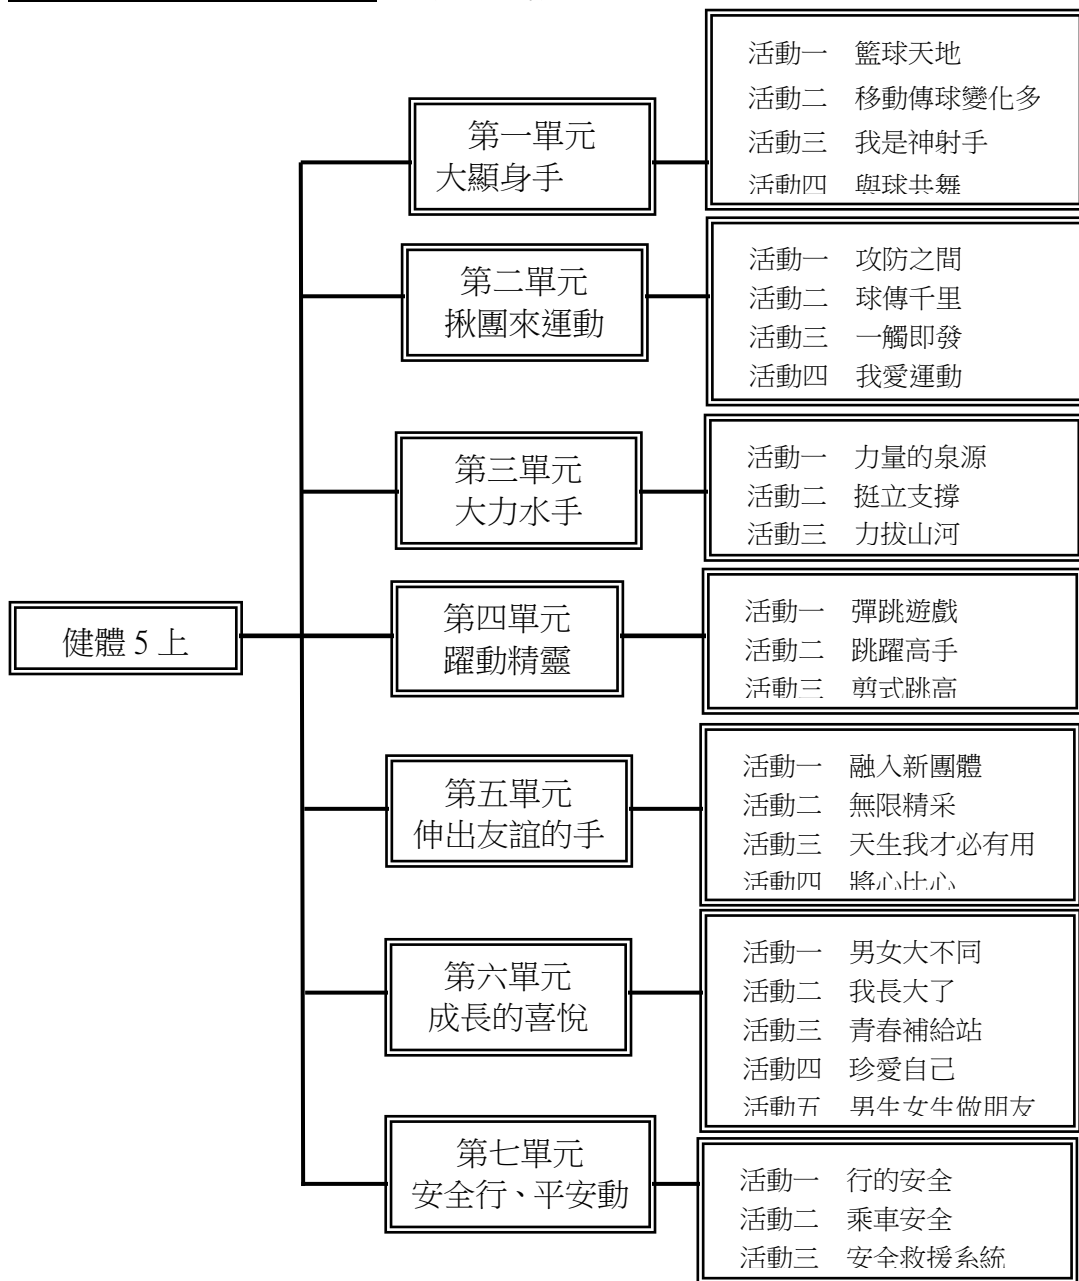 健體 5 上
第一單元
大顯身手
活動一　籃球天地
活動二　移動傳球變化多
活動三　我是神射手
活動四　與球共舞
第二單元
揪團來運動
活動一　攻防之間
活動二　球傳千里
活動三　一觸即發
活動四　我愛運動
第三單元
大力水手
活動一　力量的泉源
活動二　挺立支撐
活動三　力拔山河
第四單元
躍動精靈
活動一　彈跳遊戲
活動二　跳躍高手
活動三　剪式跳高
第五單元
伸出友誼的手
活動一　融入新團體
活動二　無限精采
活動三　天生我才必有用
活動四　將心比心
第六單元
成長的喜悅
活動一　男女大不同
活動二　我長大了
活動三　青春補給站
活動四　珍愛自己
活動五　男生女生做朋友
第七單元
安全行、平安動
活動一　行的安全
活動二　乘車安全
活動三　安全救援系統